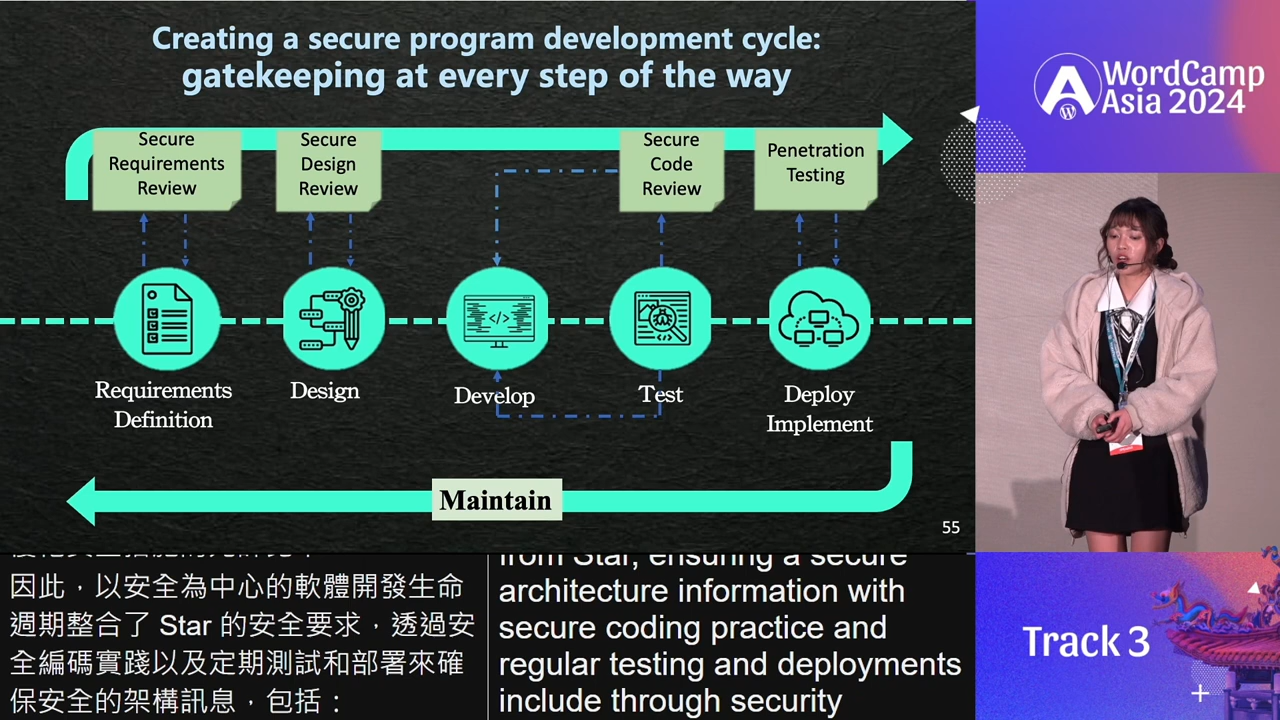 Creating a secure program development cycle:
gatekeeping at every step of the way
Secure
Requirements
Review
Secure
Design
Review
Secure
Code
Review
Penetration
Testing
Requirements
Definition
Design
Develop
Test
Deploy
Implement
Maintain
55
因此，以安全為中心的軟體開發生命
週期整合了 Star 的安全要求，透過安
全編碼實踐以及定期測試和部署來確
保安全的架構訊息，包括：
from Star, ensuring a secure
architecture information with
secure coding practice and
regular testing and deployments
include through security
WordCamp
Asia 2024
Track 3